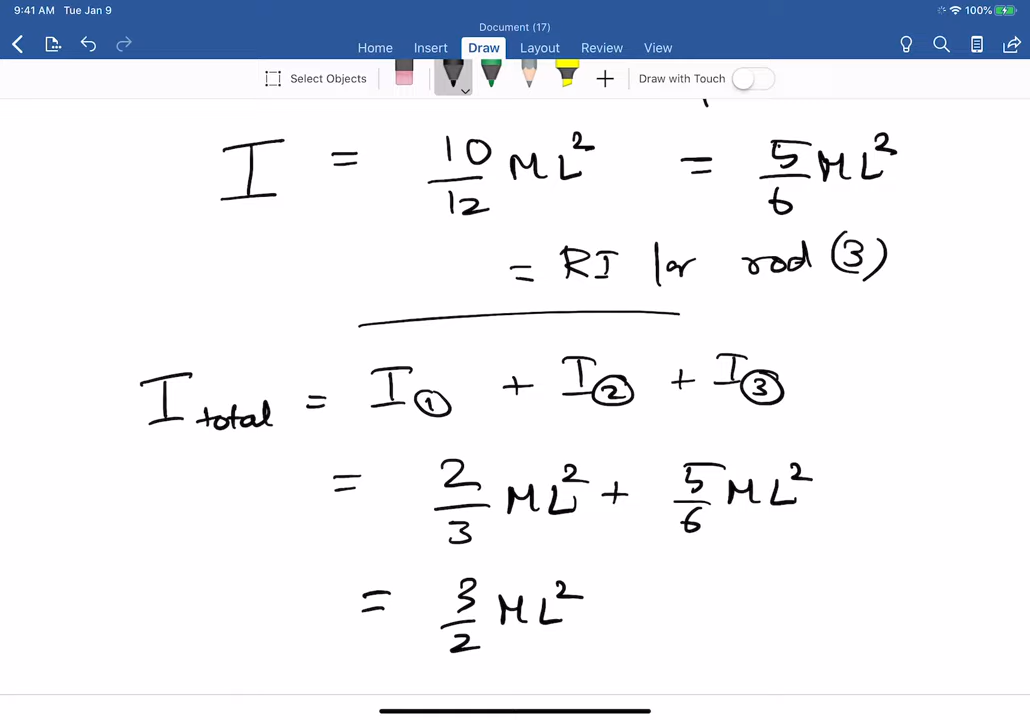 9:41 AM Tue Jan 9 100%
Document (17)
Home Insert Draw Layout Review View
Select Objects Draw with Touch
I = 10/12 ML² = 5/6 ML²
= RI for rod (3)
I total = I ① + I ② + I ③
= 2/3 ML² + 5/6 ML²
= 3/2 ML²